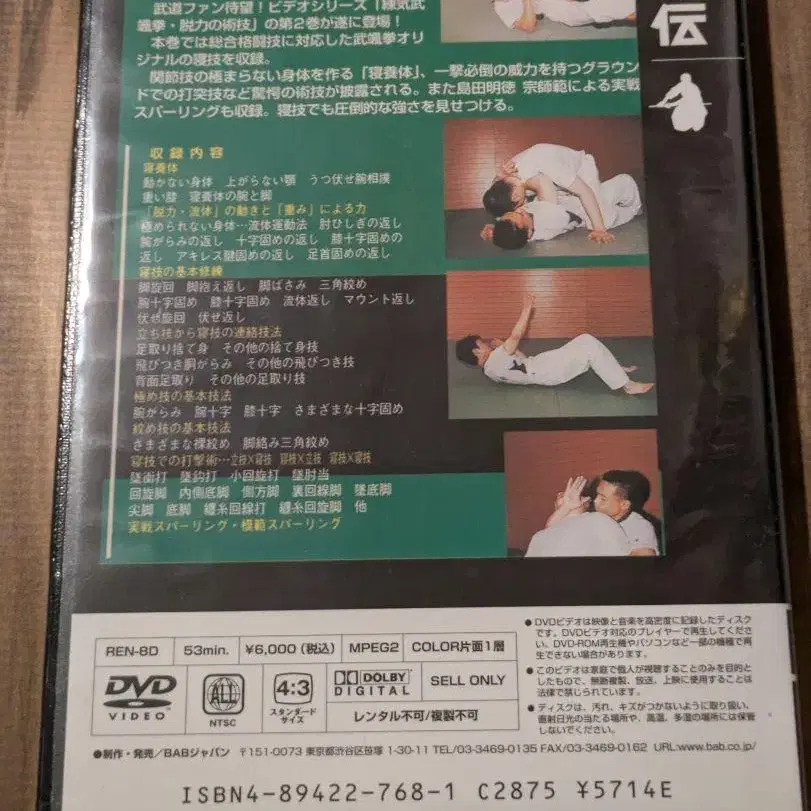 武道ファン待望!ビデオシリーズ「練気武
颯拳・脱力の術技」の第2巻が遂に登場!
本巻では総合格闘技に対応した武颯拳オリ
ジナルの寝技を収録。
関節技の極まらない身体を作る「寝養体」、一撃必倒の威力を持つグラウン
ドでの打突技など驚愕の術技が披露される。また島田明徳 宗師範による実戦
スパーリングも収録。寝技でも圧倒的な強さを見せつける。
伝
収録内容
寝養体
動かない身体 上がらない顎 うつ伏せ腕相撲
重い膝 寝養体の腕と脚
「脱力・流体」の動きと「重み」による力
極められない身体…流体運動法 肘ひしぎの返し
腕がらみの返し 十字固めの返し 膝十字固めの
返し アキレス腱固めの返し 足首固めの返し
寝技の基本修練
脚旋回 脚抱え返し 脚ばさみ 三角絞め
腕十字固め 膝十字固め 流体返し マウント返し
伏せ旋回 伏せ返し
立ち技から寝技の連絡技法
足取り捨て身 その他の捨て身技
飛びつき胴がらみ その他の飛びつき技
背面足取り その他の足取り技
極め技の基本技法
腕がらみ 腕十字 膝十字 さまざまな十字固め
絞め技の基本技法
さまざまな裸絞め 脚絡み三角絞め
寝技での打撃術…立技×寝技 寝技×立技 寝技×寝技
墜衝打 墜鈎打 小回旋打 墜肘当
回旋脚 内側底脚 側方脚 裏回線脚 墜底脚
尖脚 底脚 纏糸回線打 纏糸回旋脚 他
実戦スパーリング・模範スパーリング
REN-8D 53min. ¥6,000(税込) MPEG2 COLOR片面1層
DVD VIDEO
ALL NTSC
4:3 スタンダードサイズ
DOLBY DIGITAL
SELL ONLY
レンタル不可/複製不可
●DVDビデオは映像と音楽を高密度に記録したディスク
です。DVDビデオ対応のプレイヤーで再生してくださ
い。DVD-ROM再生機やパソコンなど一部の機種で再
生できない場合があります。
●このビデオは家庭で個人が視聴することのみを目的と
したもので、無断複製、放送、上映に使用することは
法律で禁じられています。
●ディスクは、汚れ、キズがつかないように取り扱い、
直射日光の当たる場所や、高温、多湿の場所には保管
しないでください。
●制作・発売/BABジャパン 〒151-0073 東京都渋谷区笹塚 1-30-11 TEL/03-3469-0135 FAX/03-3469-0162 URL:www.bab.co.jp/
ISBN4-89422-768-1 C2875 ¥5714E